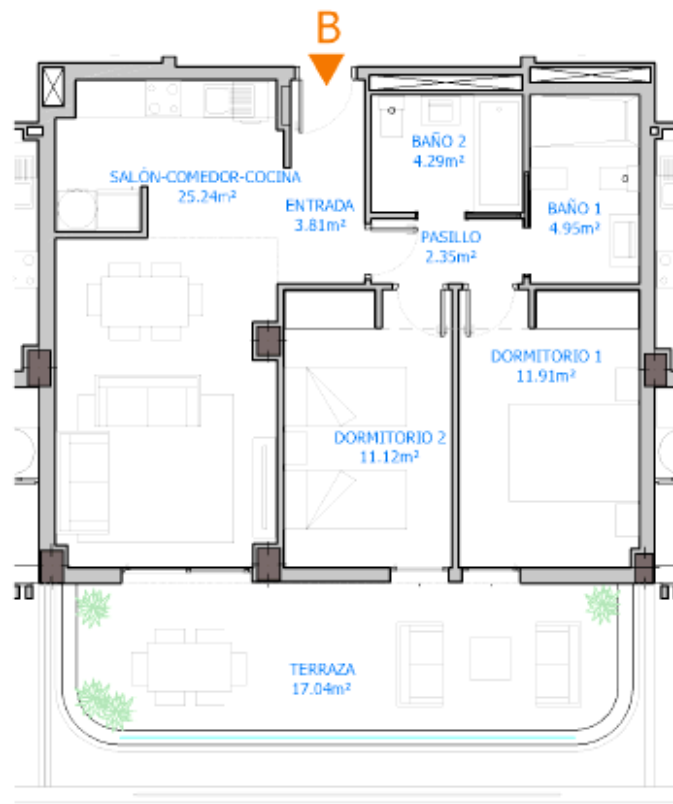 B
BAÑO 2
4.29m²
SALÓN-COMEDOR-COCINA
25.24m²
ENTRADA
3.81m²
BAÑO 1
4.95m²
PASILLO
2.35m²
DORMITORIO 1
11.91m²
DORMITORIO 2
11.12m²
TERRAZA
17.04m²